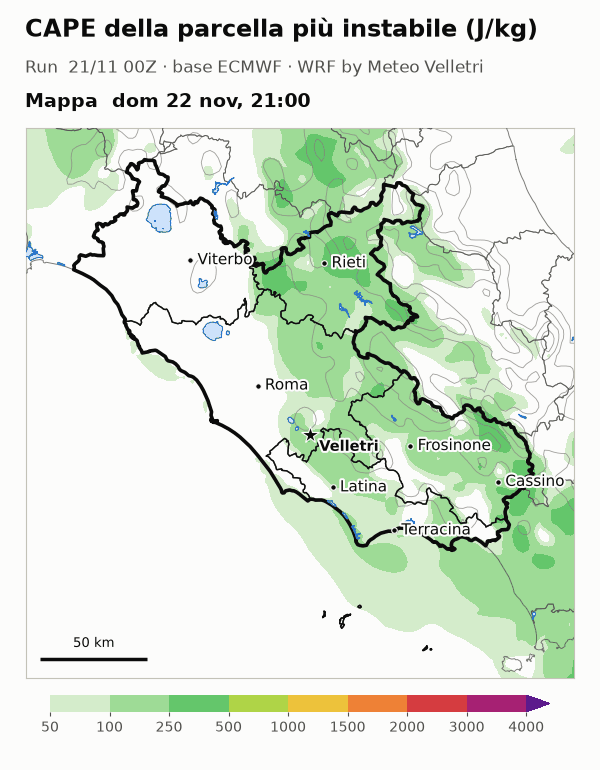 CAPE della parcella più instabile (J/kg)
Run  21/11 00Z · base ECMWF · WRF by Meteo Velletri
Mappa  dom 22 nov, 21:00
Viterbo
Rieti
Roma
Velletri
Frosinone
Cassino
Latina
Terracina
50 km
50 100 250 500 1000 1500 2000 3000 4000